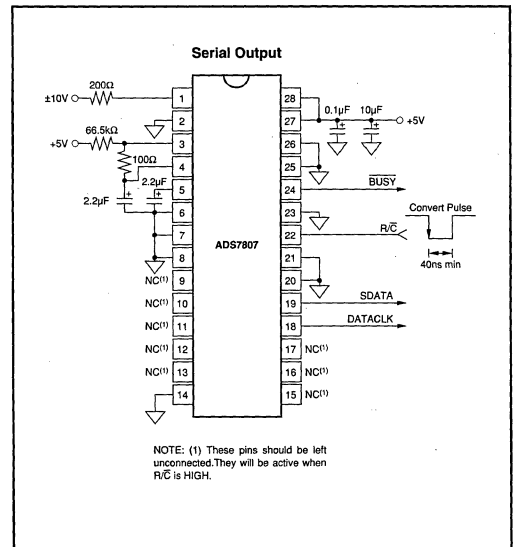 Serial Output
200Ω
±10V
66.5kΩ
+5V
100Ω
2.2µF
2.2µF
1
2
3
4
5
6
7
8
NC(1) 9
NC(1) 10
NC(1) 11
NC(1) 12
NC(1) 13
14
ADS7807
28
27
26
25
24
23
22
21
20
19
18
17 NC(1)
16 NC(1)
15 NC(1)
0.1µF 10µF
+
+
+
+
+5V
BUSY
Convert Pulse
R/C
40ns min
SDATA
DATACLK
NOTE: (1) These pins should be left
unconnected.They will be active when
R/C is HIGH.